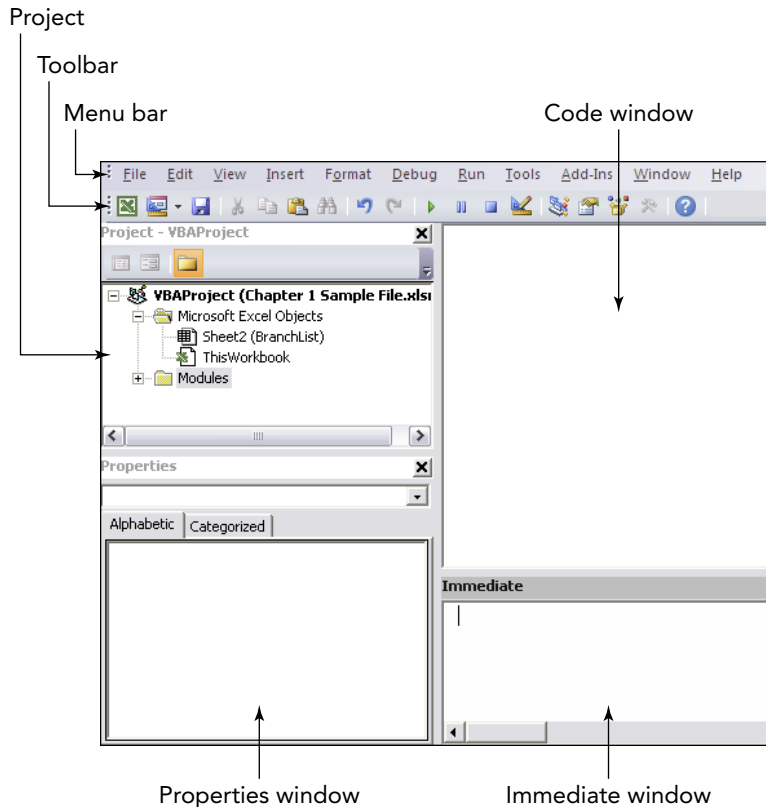 Project
Toolbar
Menu bar
Code window
File Edit View Insert Format Debug Run Tools Add-Ins Window Help
Project - VBAProject
VBAProject (Chapter 1 Sample File.xlsm
Microsoft Excel Objects
Sheet2 (BranchList)
ThisWorkbook
Modules
Properties
Alphabetic Categorized
Immediate
Properties window
Immediate window